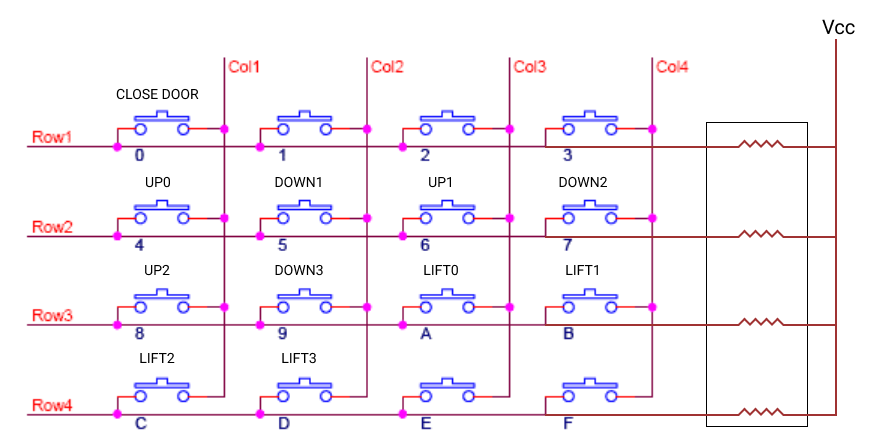 Vcc
Col1 Col2 Col3 Col4
CLOSE DOOR
Row1
0 1 2 3
UP0 DOWN1 UP1 DOWN2
Row2
4 5 6 7
UP2 DOWN3 LIFT0 LIFT1
Row3
8 9 A B
LIFT2 LIFT3
Row4
C D E F